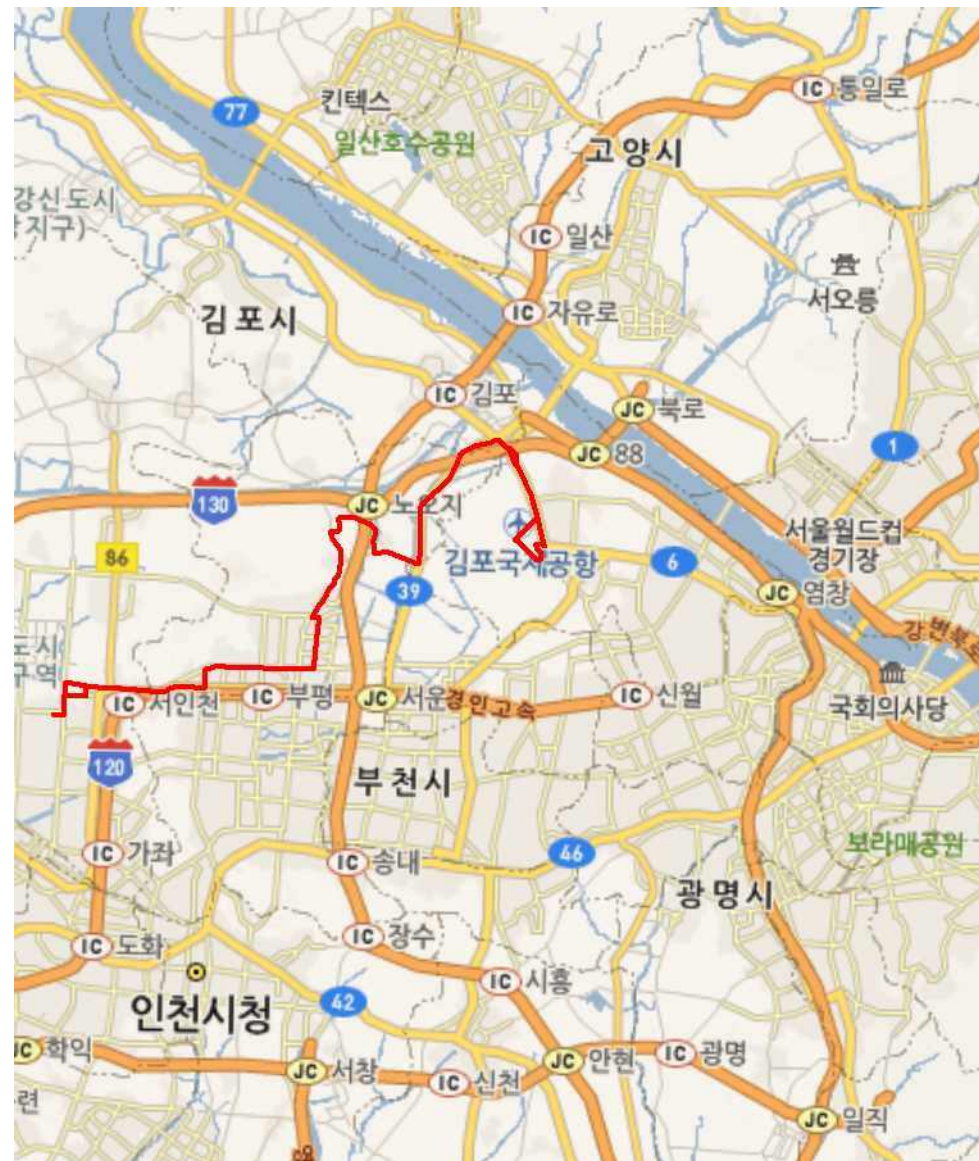 IC 통일로
킨텍스
77
일산호수공원
고양시
강신도시
지구)
IC 일산
서오릉
김포시
IC 자유로
IC 김포
JC 북로
1
JC 88
130
JC 노오지
서울월드컵
경기장
86
김포국제공항
6
39
JC 염창
강변북로
도시
구역
IC 서인천
IC 부평
JC 서운
경인고속
IC 신월
국회의사당
120
부천시
IC 가좌
IC 송내
46
보라매공원
광명시
IC 도화
IC 장수
IC 시흥
인천시청
42
JC 학익
JC 서창
IC 신천
JC 안현
IC 광명
련
JC 일직